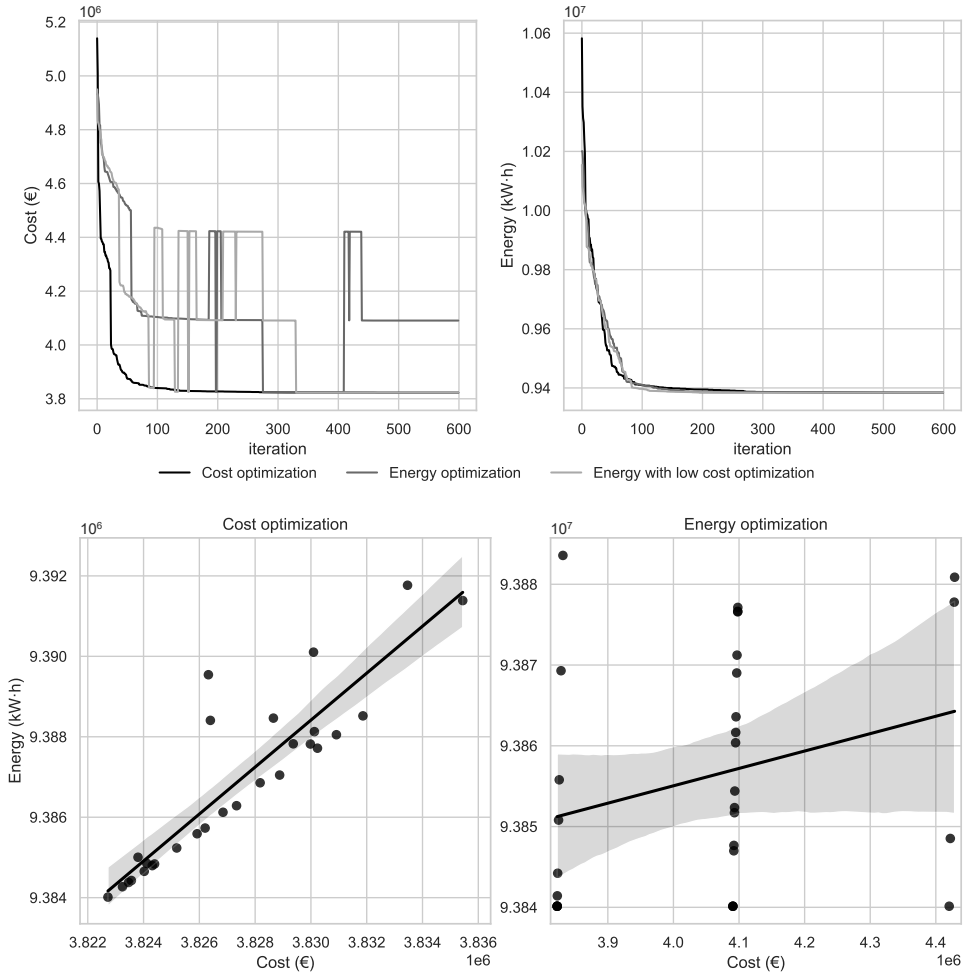 10⁶ 10⁷
5.2 1.06
5.0 1.04
4.8 1.02
4.6 1.00
4.4 0.98
4.2 0.96
4.0 0.94
3.8
Cost (€) Energy (kW·h)
0 100 200 300 400 500 600 0 100 200 300 400 500 600
iteration iteration
Cost optimization Energy optimization Energy with low cost optimization
Cost optimization Energy optimization
10⁶ 10⁷
9.392 9.388
9.390 9.387
9.388 9.386
9.386 9.385
9.384 9.384
Energy (kW·h)
3.822 3.824 3.826 3.828 3.830 3.832 3.834 3.836 3.9 4.0 4.1 4.2 4.3 4.4
Cost (€) 1e6 Cost (€) 1e6